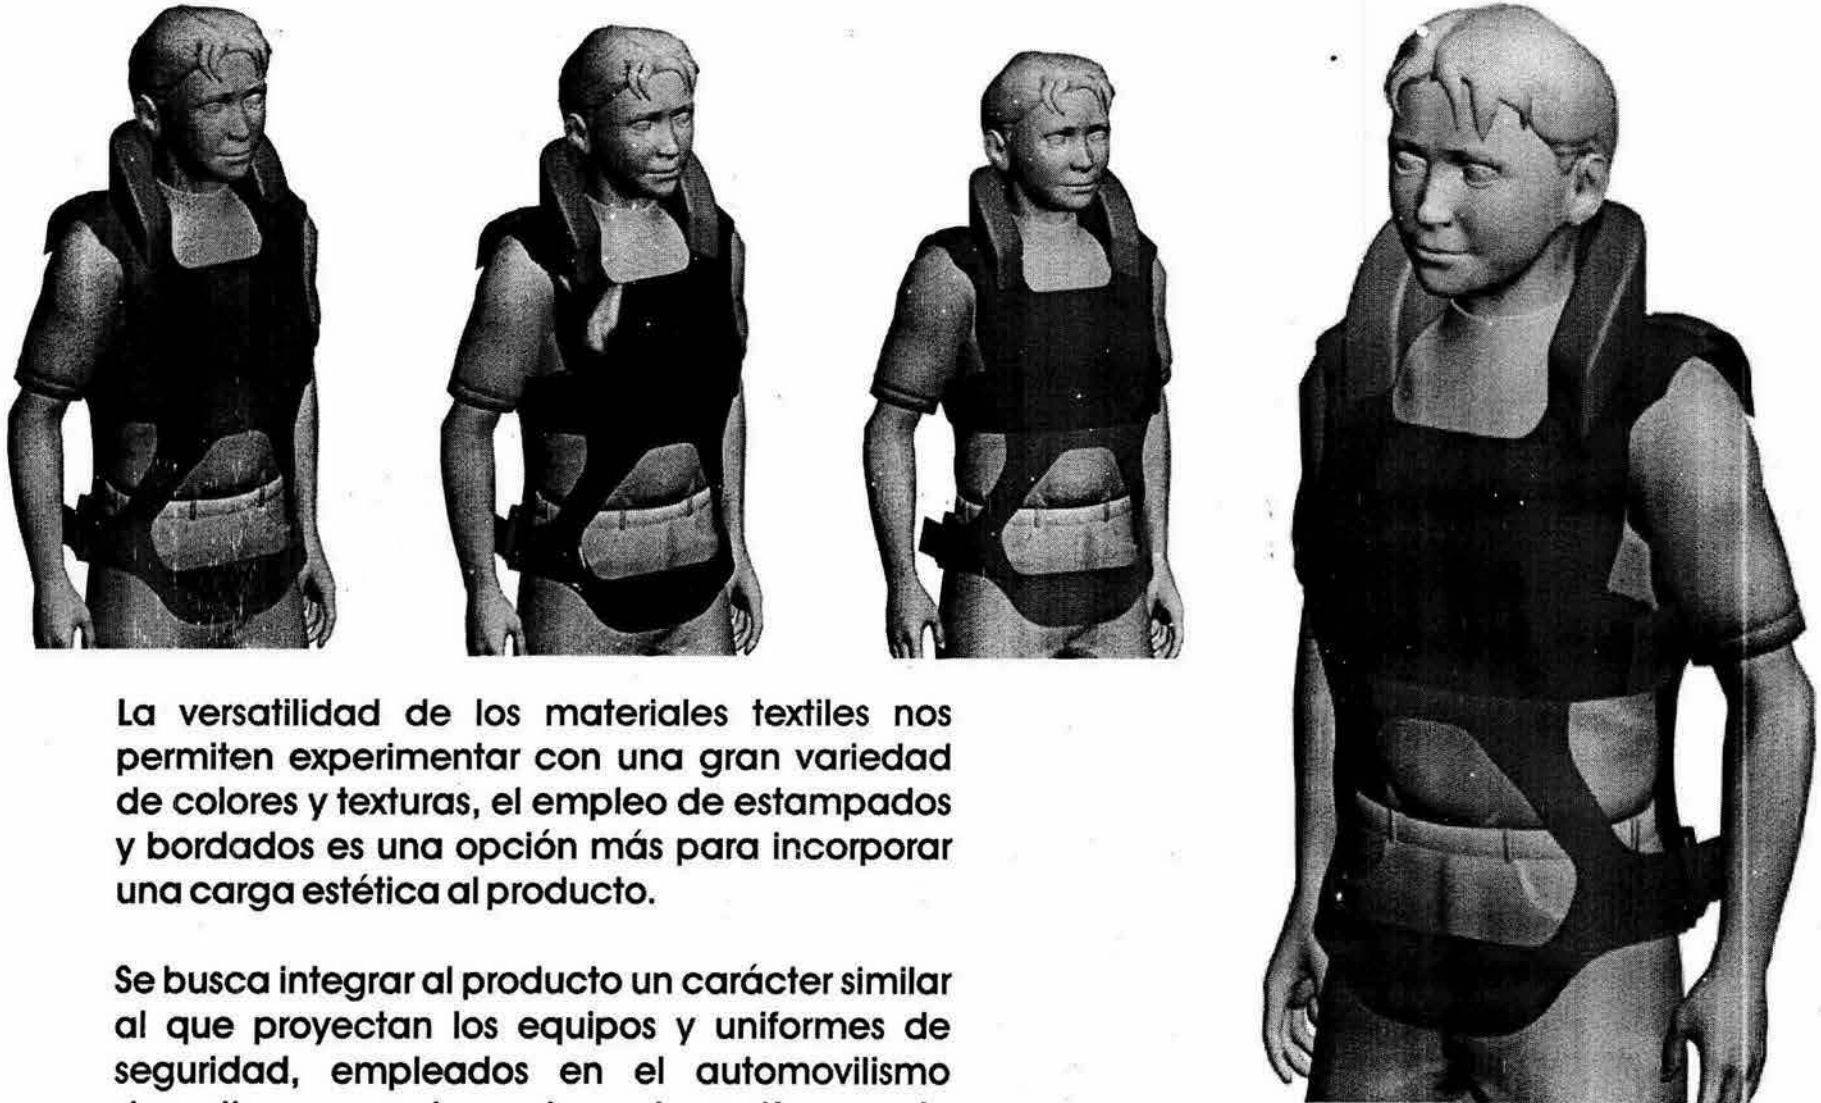 La versatilidad de los materiales textiles nos
permiten experimentar con una gran variedad
de colores y texturas, el empleo de estampados
y bordados es una opción más para incorporar
una carga estética al producto.
Se busca integrar al producto un carácter similar
al que proyectan los equipos y uniformes de
seguridad, empleados en el automovilismo